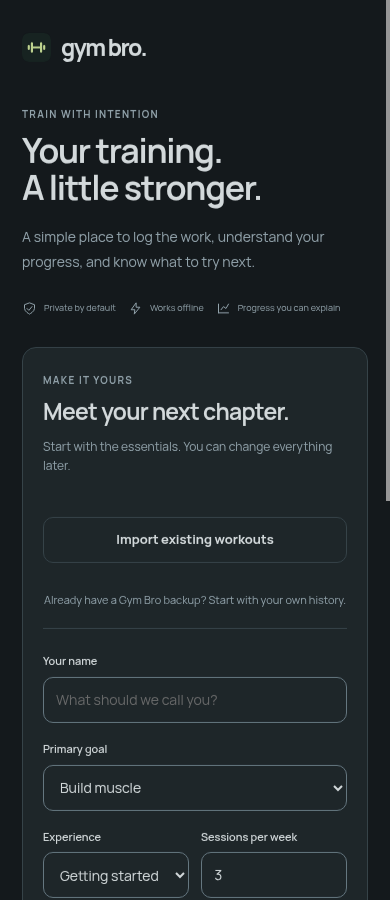 gym bro.
TRAIN WITH INTENTION
Your training.
A little stronger.
A simple place to log the work, understand your
progress, and know what to try next.
Private by default
Works offline
Progress you can explain
MAKE IT YOURS
Meet your next chapter.
Start with the essentials. You can change everything
later.
Import existing workouts
Already have a Gym Bro backup? Start with your own history.
Your name
What should we call you?
Primary goal
Build muscle
Experience
Sessions per week
Getting started
3